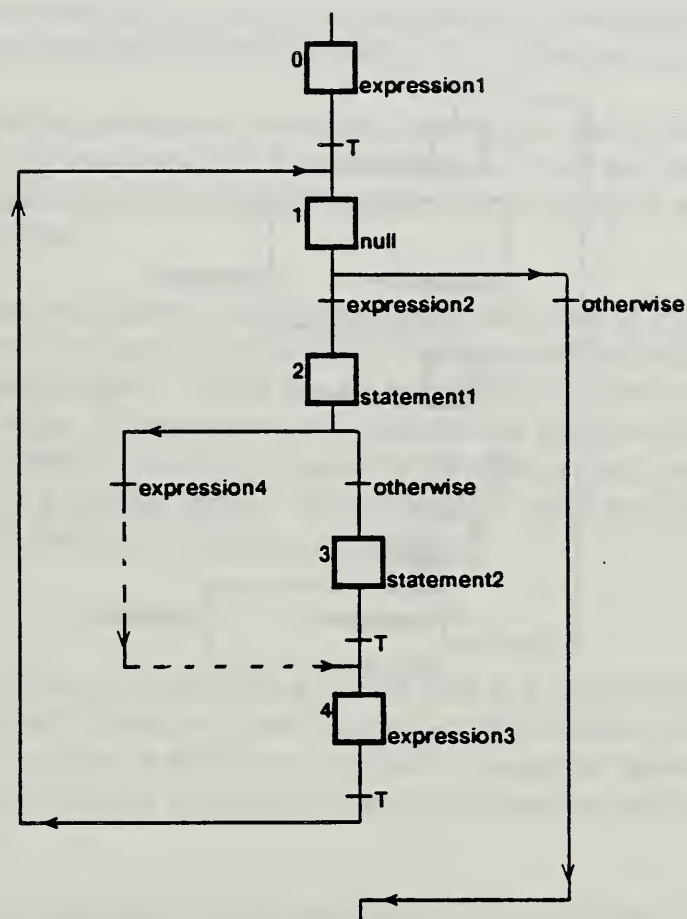 0
expression1
T
1
null
expression2
otherwise
2
statement1
expression4
otherwise
3
statement2
T
4
expression3
T